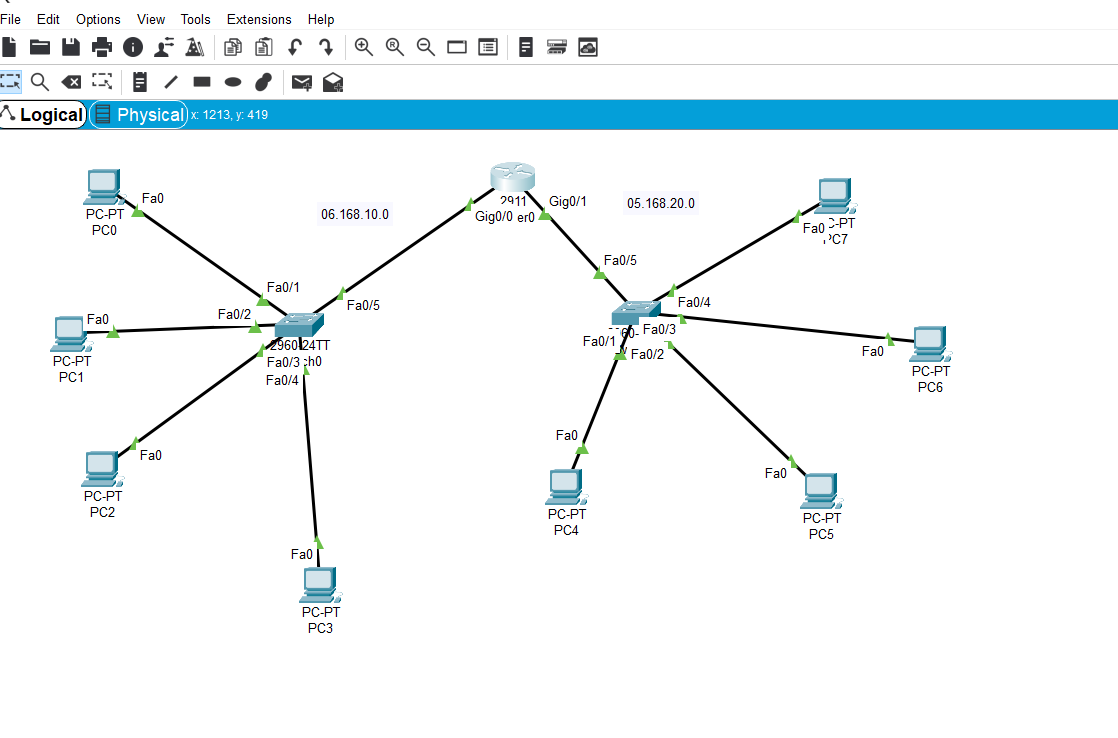 File Edit Options View Tools Extensions Help
Logical Physical x: 1213, y: 419
PC-PT
PC0
Fa0
06.168.10.0
2911
Gig0/0 er0
Gig0/1
05.168.20.0
Fa0
C-PT
PC7
Fa0/1
Fa0/5
Fa0/5
Fa0/4
Fa0
PC-PT
PC1
Fa0/2
24TT
Fa0/3
Fa0/4
Fa0/1
Fa0/3
Fa0/2
Fa0
PC-PT
PC6
Fa0
PC-PT
PC2
Fa0
PC-PT
PC4
Fa0
PC-PT
PC5
Fa0
PC-PT
PC3